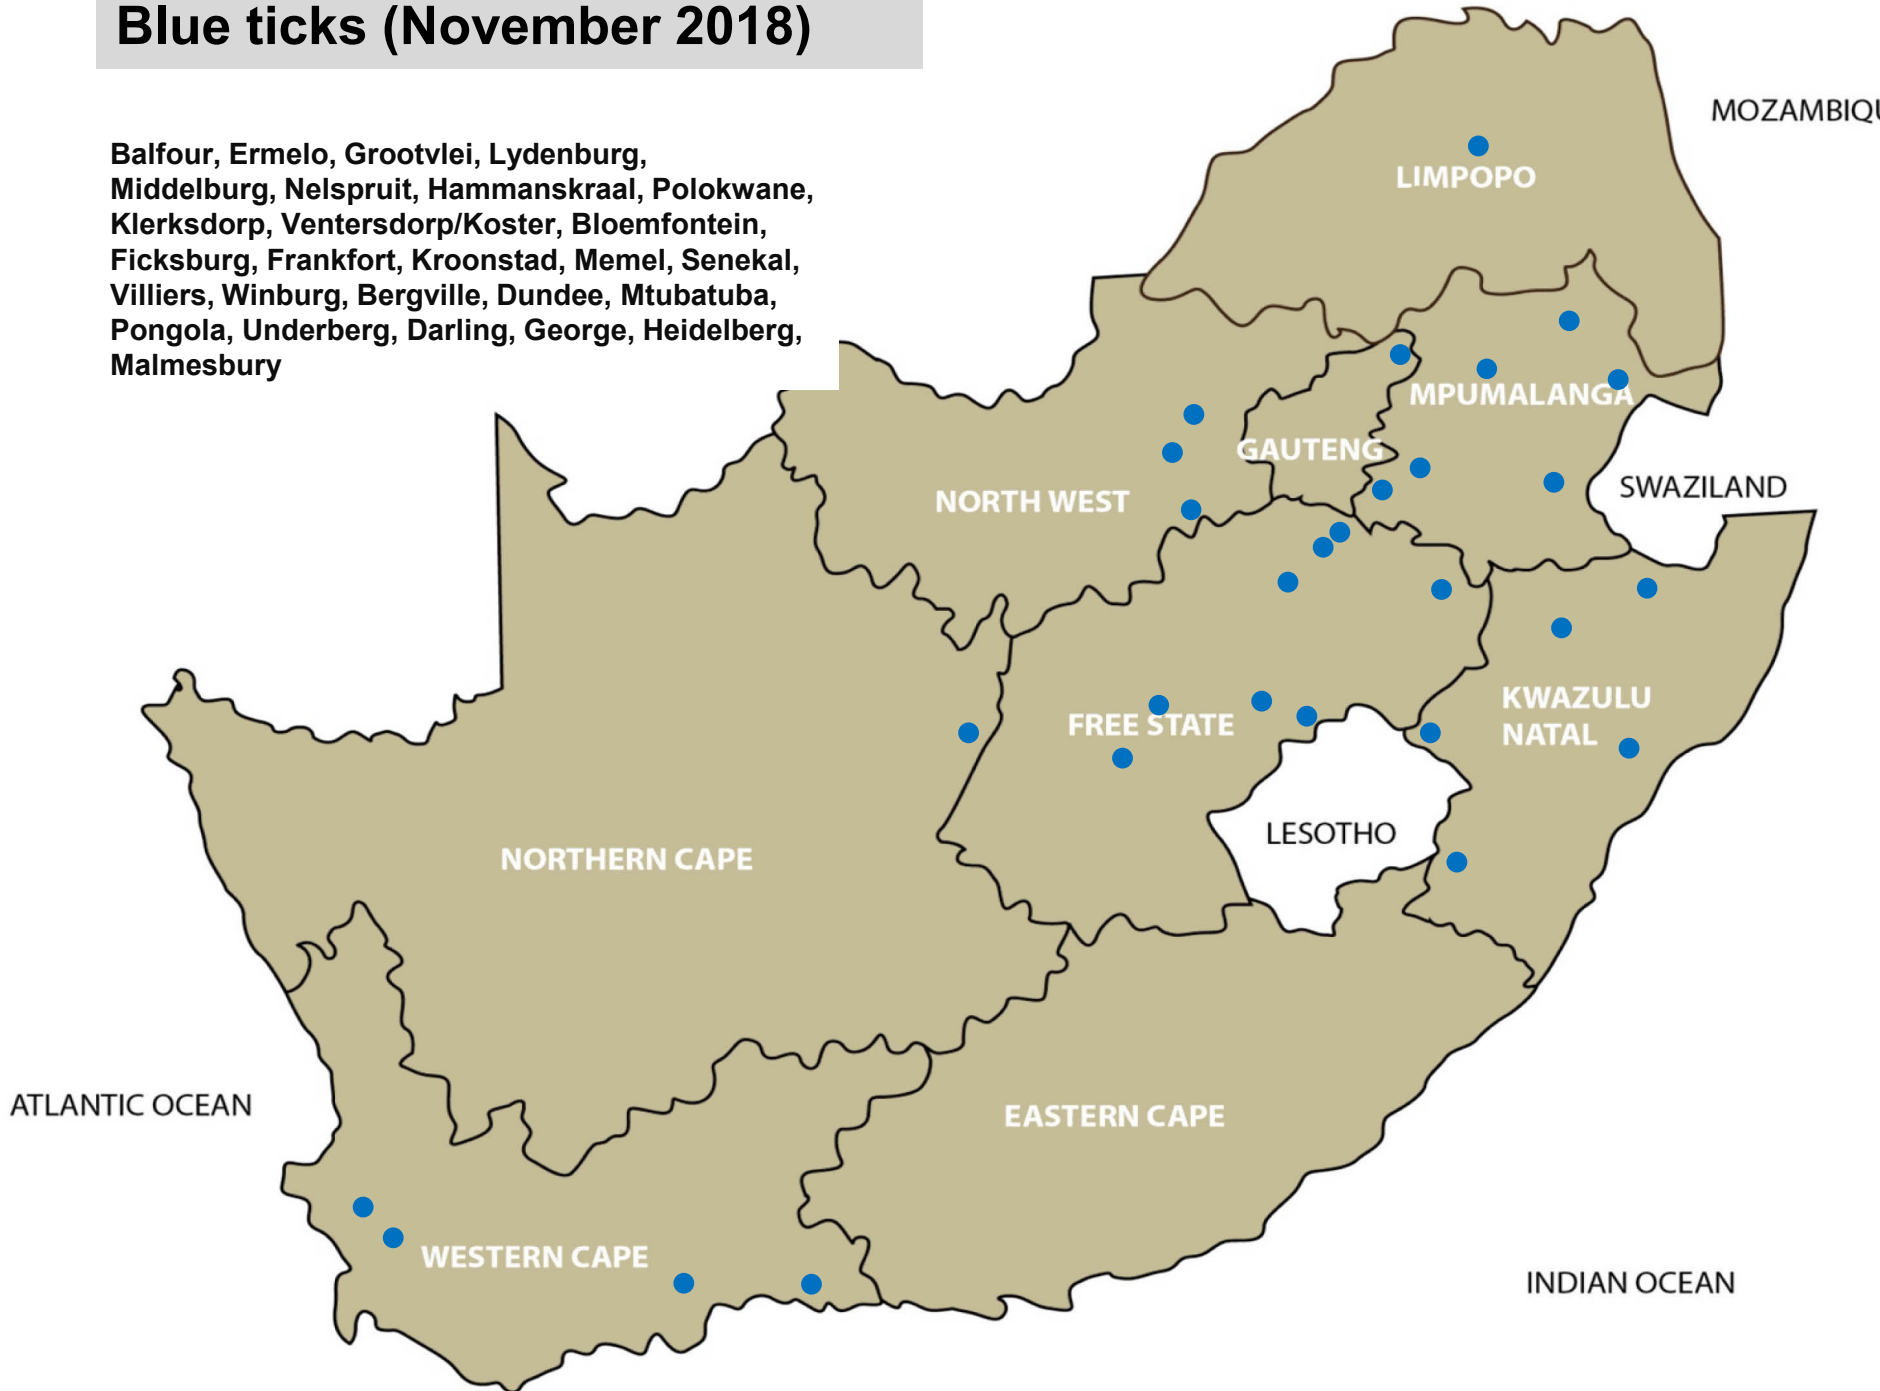 Blue ticks (November 2018)
Balfour, Ermelo, Grootvlei, Lydenburg,
Middelburg, Nelspruit, Hammanskraal, Polokwane,
Klerksdorp, Ventersdorp/Koster, Bloemfontein,
Ficksburg, Frankfort, Kroonstad, Memel, Senekal,
Villiers, Winburg, Bergville, Dundee, Mtubatuba,
Pongola, Underberg, Darling, George, Heidelberg,
Malmesbury
MOZAMBIQU
LIMPOPO
MPUMALANGA
GAUTENG
NORTH WEST
SWAZILAND
KWAZULU
NATAL
FREE STATE
LESOTHO
NORTHERN CAPE
ATLANTIC OCEAN
EASTERN CAPE
WESTERN CAPE
INDIAN OCEAN